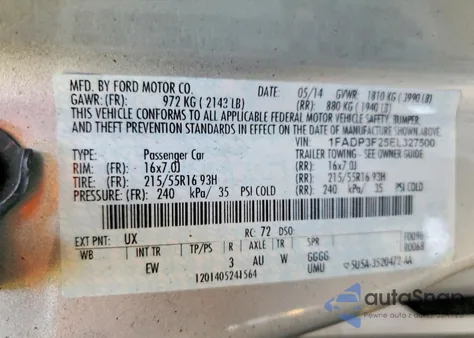 MFD. BY FORD MOTOR CO. DATE: 05/14 GVWR: 1810 KG (3990 LB)
GAWR: (FR): 972 KG (2143 LB) (RR): 880 KG (1940 LB)
THIS VEHICLE CONFORMS TO ALL APPLICABLE FEDERAL MOTOR VEHICLE SAFETY, BUMPER,
AND THEFT PREVENTION STANDARDS IN EFFECT ON THE DATE OF MANUFACTURE SHOWN ABOVE.
VIN: 1FADP3F25EL327500
TYPE: Passenger Car TRAILER TOWING - SEE OWNERS GUIDE
RIM: (FR): 16x7.0J (RR): 16x7.0J
TIRE: (FR): 215/55R16 93H (RR): 215/55R16 93H
PRESSURE: (FR): 240 kPa/ 35 PSI COLD (RR): 240 kPa/ 35 PSI COLD
EXT PNT: UX RC: 72 DSO:
WB INT TR TP/PS R AXLE TR SPR
EW 3 AU W GGGG
UMU
1201405241564
autoSnap